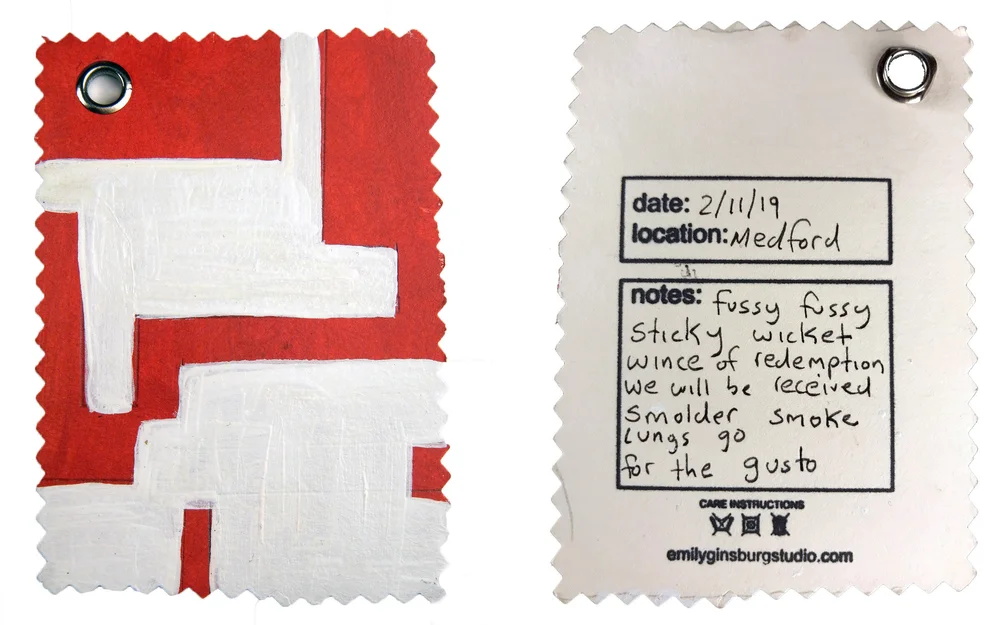 date: 2/11/19
location: Medford
notes: fussy fussy
Sticky wicket
wince of redemption
we will be received
Smolder smoke
lungs go
for the gusto
CARE INSTRUCTIONS
emilyginsburgstudio.com